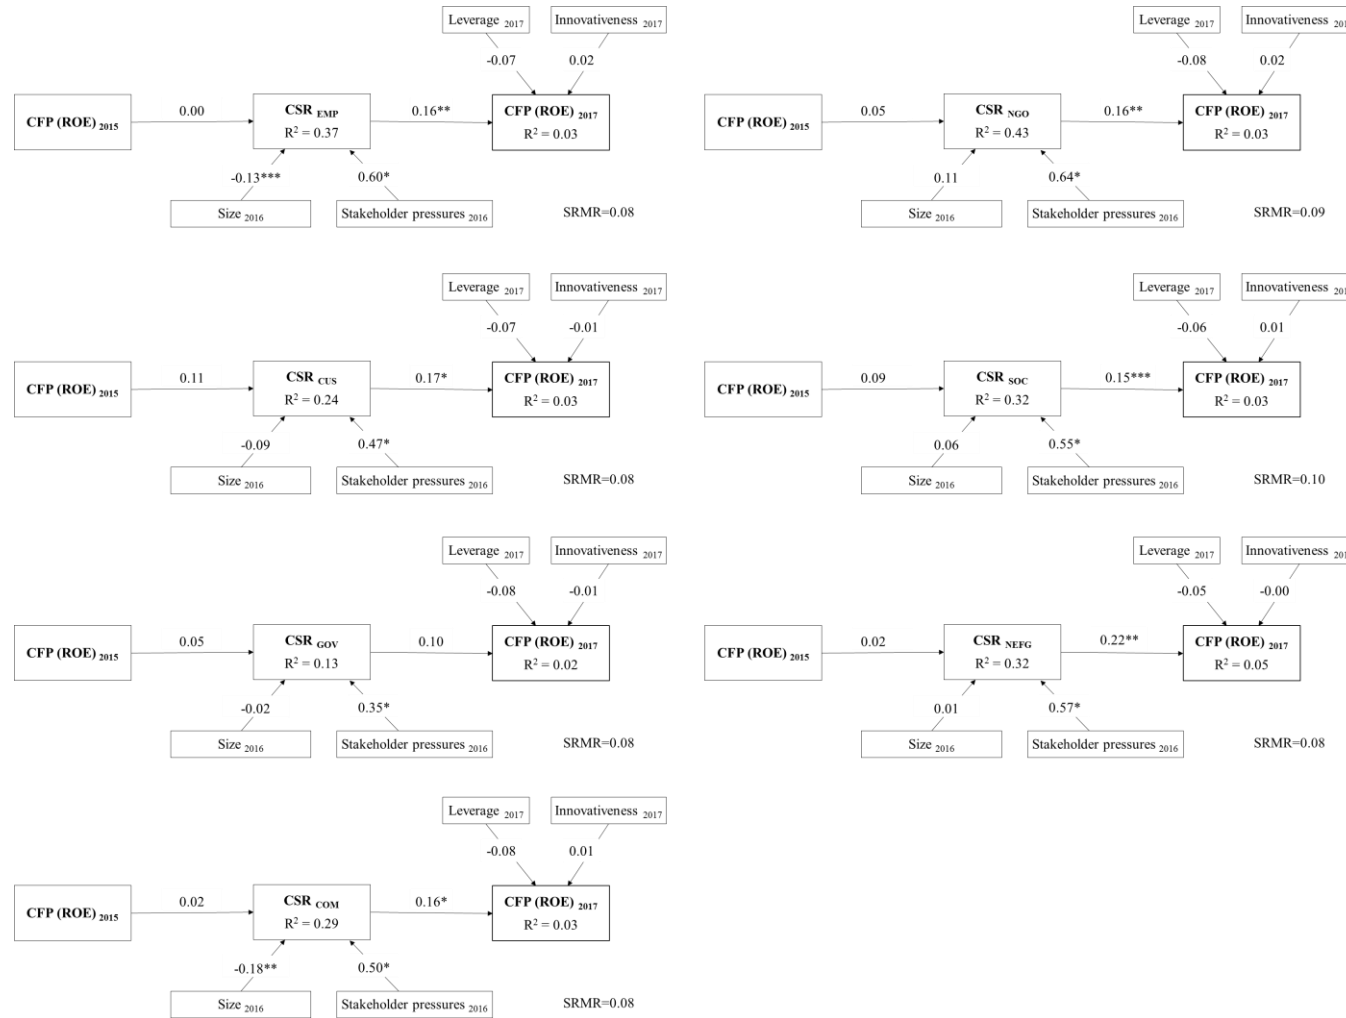 Leverage 2017
Innovativeness 2017
-0.07
0.02
CFP (ROE) 2015
0.00
CSR EMP
R² = 0.37
0.16**
CFP (ROE) 2017
R² = 0.03
-0.13***
0.60*
Size 2016
Stakeholder pressures 2016
SRMR=0.08
Leverage 2017
Innovativeness 201
-0.08
0.02
CFP (ROE) 2015
0.05
CSR NGO
R² = 0.43
0.16**
CFP (ROE) 2017
R² = 0.03
0.11
0.64*
Size 2016
Stakeholder pressures 2016
SRMR=0.09
Leverage 2017
Innovativeness 2017
-0.07
-0.01
CFP (ROE) 2015
0.11
CSR CUS
R² = 0.24
0.17*
CFP (ROE) 2017
R² = 0.03
-0.09
0.47*
Size 2016
Stakeholder pressures 2016
SRMR=0.08
Leverage 2017
Innovativeness 201
-0.06
0.01
CFP (ROE) 2015
0.09
CSR SOC
R² = 0.32
0.15***
CFP (ROE) 2017
R² = 0.03
0.06
0.55*
Size 2016
Stakeholder pressures 2016
SRMR=0.10
Leverage 2017
Innovativeness 2017
-0.08
-0.01
CFP (ROE) 2015
0.05
CSR GOV
R² = 0.13
0.10
CFP (ROE) 2017
R² = 0.02
-0.02
0.35*
Size 2016
Stakeholder pressures 2016
SRMR=0.08
Leverage 2017
Innovativeness 201
-0.05
-0.00
CFP (ROE) 2015
0.02
CSR NEFG
R² = 0.32
0.22**
CFP (ROE) 2017
R² = 0.05
0.01
0.57*
Size 2016
Stakeholder pressures 2016
SRMR=0.08
Leverage 2017
Innovativeness 2017
-0.08
0.01
CFP (ROE) 2015
0.02
CSR COM
R² = 0.29
0.16*
CFP (ROE) 2017
R² = 0.03
-0.18**
0.50*
Size 2016
Stakeholder pressures 2016
SRMR=0.08